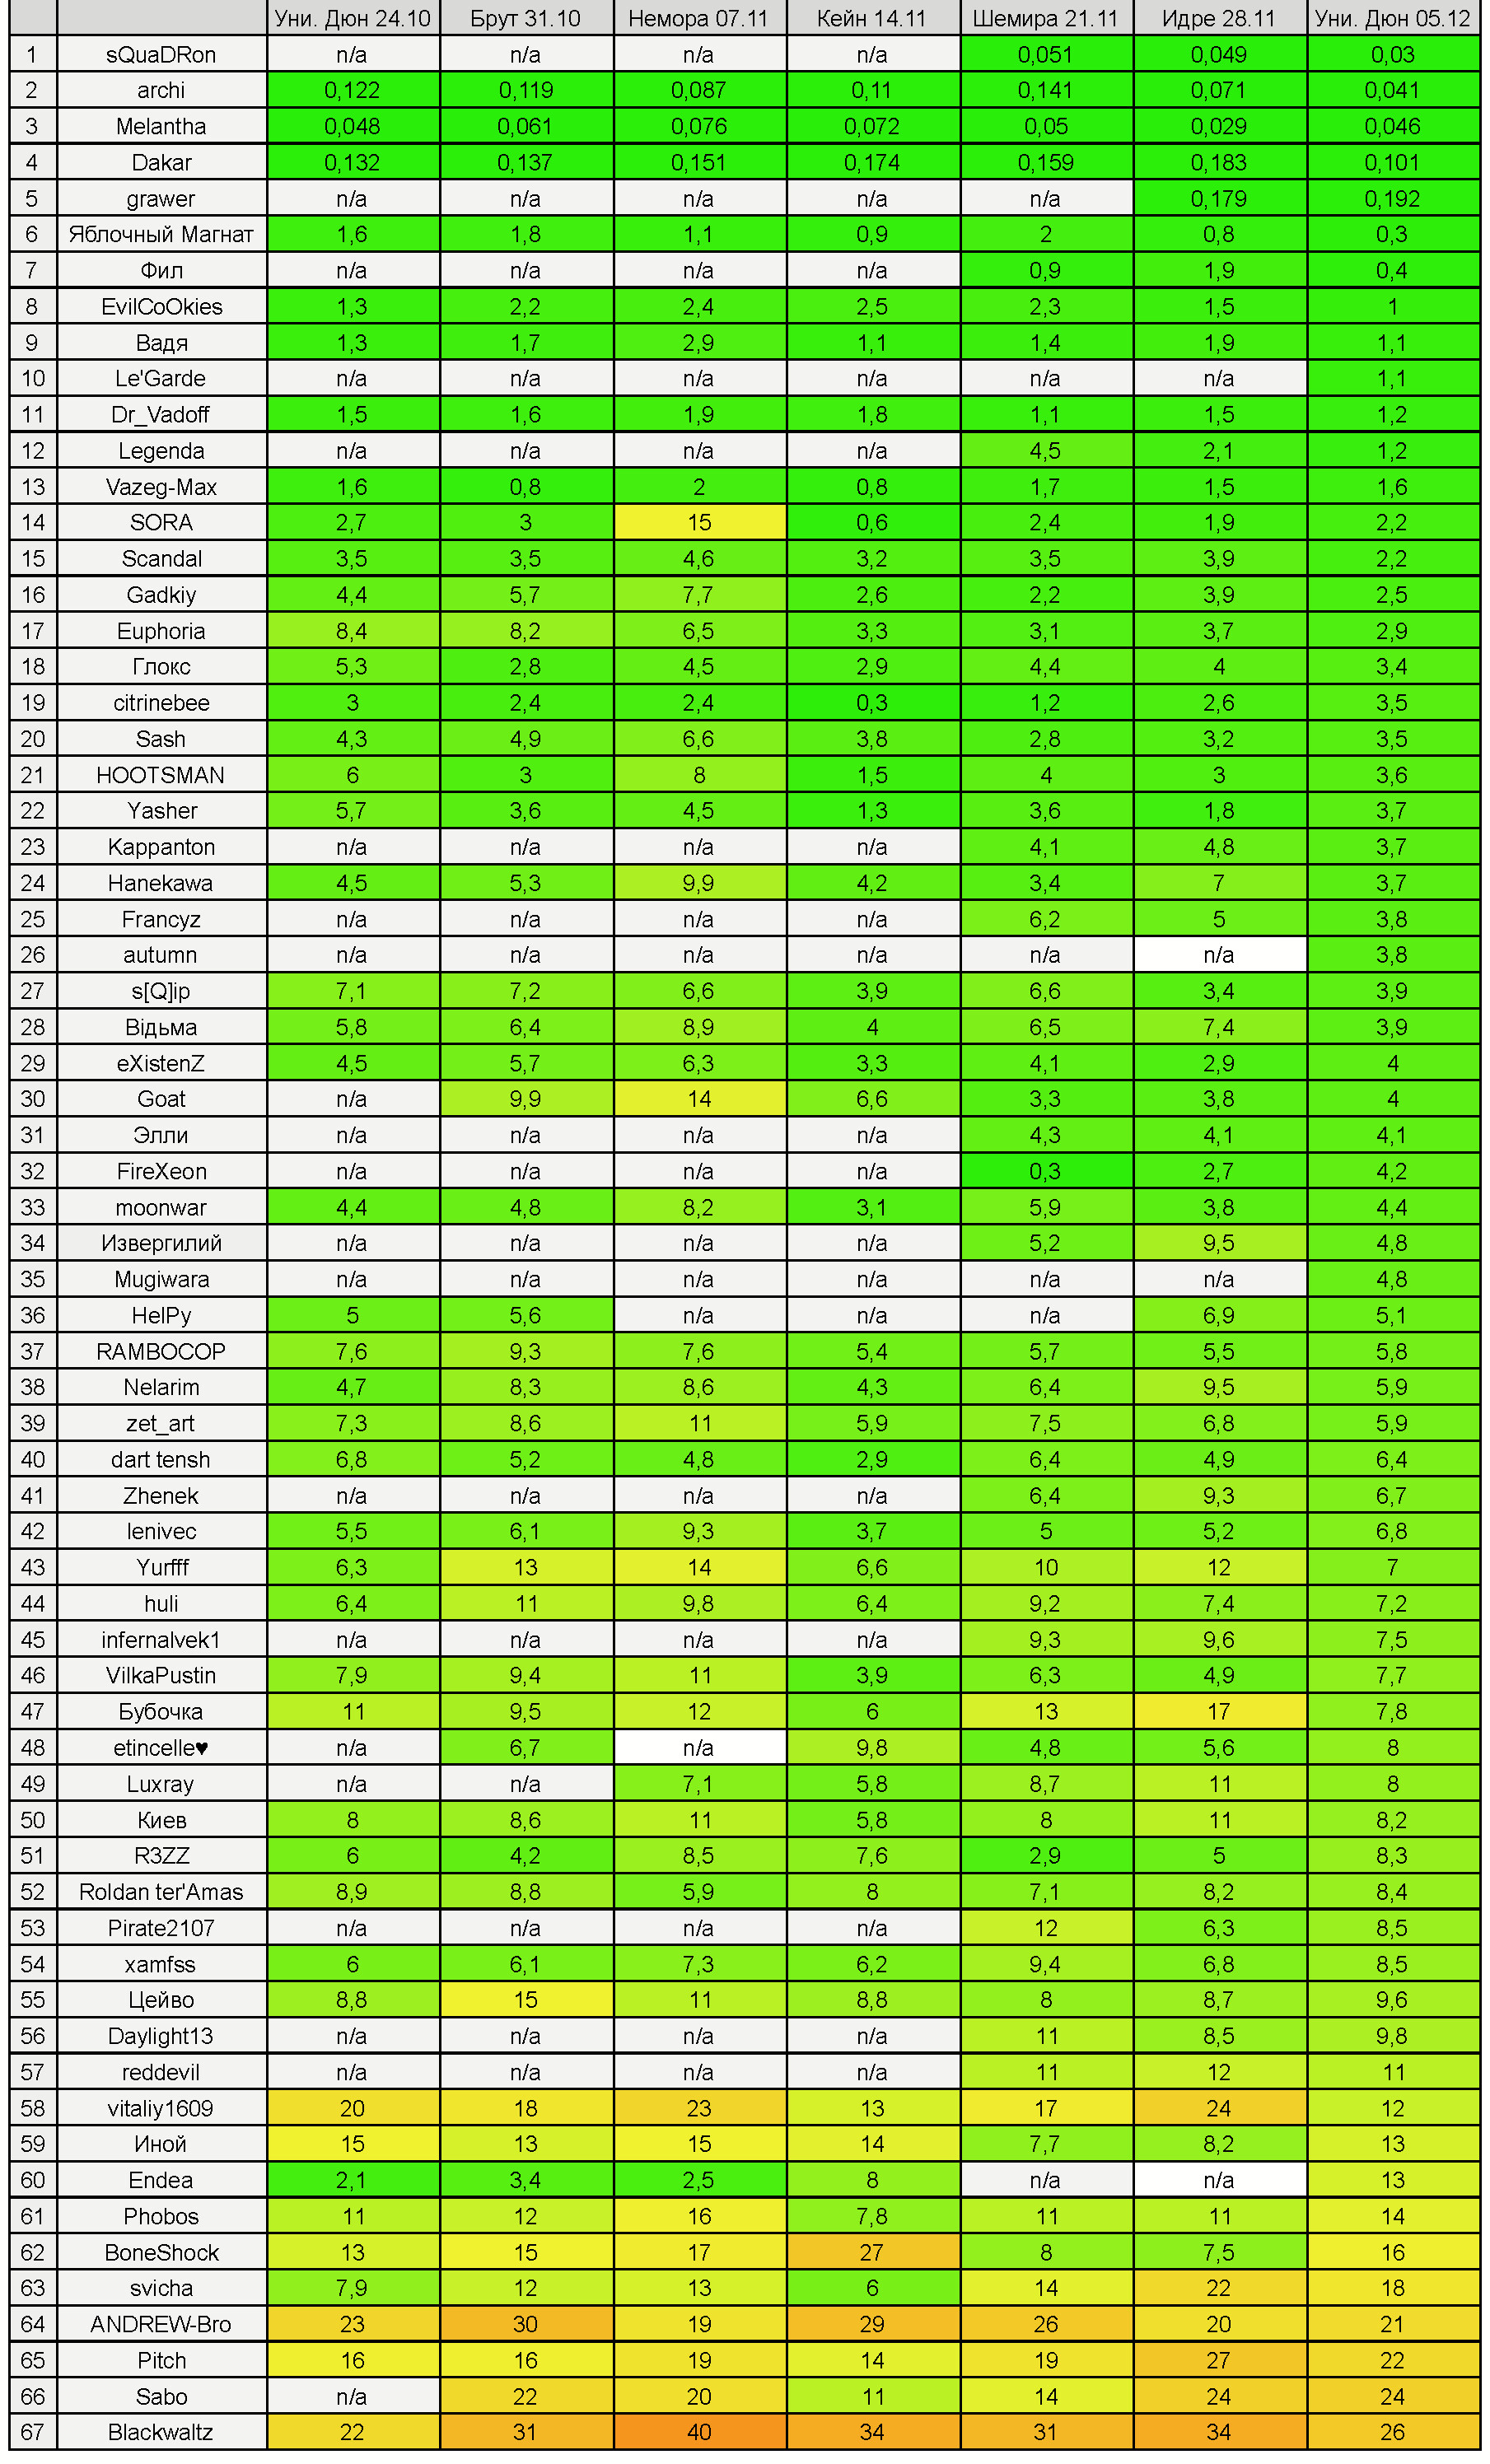 Уни. Дюн 24.10 Брут 31.10 Немора 07.11 Кейн 14.11 Шемира 21.11 Идре 28.11 Уни. Дюн 05.12
1 sQuaDRon n/a n/a n/a n/a 0,051 0,049 0,03
2 archi 0,122 0,119 0,087 0,11 0,141 0,071 0,041
3 Melantha 0,048 0,061 0,076 0,072 0,05 0,029 0,046
4 Dakar 0,132 0,137 0,151 0,174 0,159 0,183 0,101
5 grawer n/a n/a n/a n/a n/a 0,179 0,192
6 Яблочный Магнат 1,6 1,8 1,1 0,9 2 0,8 0,3
7 Фил n/a n/a n/a n/a 0,9 1,9 0,4
8 EvilCoOkies 1,3 2,2 2,4 2,5 2,3 1,5 1
9 Вадя 1,3 1,7 2,9 1,1 1,4 1,9 1,1
10 Le'Garde n/a n/a n/a n/a n/a n/a 1,1
11 Dr_Vadoff 1,5 1,6 1,9 1,8 1,1 1,5 1,2
12 Legenda n/a n/a n/a n/a 4,5 2,1 1,2
13 Vazeg-Max 1,6 0,8 2 0,8 1,7 1,5 1,6
14 SORA 2,7 3 15 0,6 2,4 1,9 2,2
15 Scandal 3,5 3,5 4,6 3,2 3,5 3,9 2,2
16 Gadkiy 4,4 5,7 7,7 2,6 2,2 3,9 2,5
17 Euphoria 8,4 8,2 6,5 3,3 3,1 3,7 2,9
18 Глокс 5,3 2,8 4,5 2,9 4,4 4 3,4
19 citrinebee 3 2,4 2,4 0,3 1,2 2,6 3,5
20 Sash 4,3 4,9 6,6 3,8 2,8 3,2 3,5
21 HOOTSMAN 6 3 8 1,5 4 3 3,6
22 Yasher 5,7 3,6 4,5 1,3 3,6 1,8 3,7
23 Kappanton n/a n/a n/a n/a 4,1 4,8 3,7
24 Hanekawa 4,5 5,3 9,9 4,2 3,4 7 3,7
25 Francyz n/a n/a n/a n/a 6,2 5 3,8
26 autumn n/a n/a n/a n/a n/a n/a 3,8
27 s[Q]ip 7,1 7,2 6,6 3,9 6,6 3,4 3,9
28 Відьма 5,8 6,4 8,9 4 6,5 7,4 3,9
29 eXistenZ 4,5 5,7 6,3 3,3 4,1 2,9 4
30 Goat n/a 9,9 14 6,6 3,3 3,8 4
31 Элли n/a n/a n/a n/a 4,3 4,1 4,1
32 FireXeon n/a n/a n/a n/a 0,3 2,7 4,2
33 moonwar 4,4 4,8 8,2 3,1 5,9 3,8 4,4
34 Извергилий n/a n/a n/a n/a 5,2 9,5 4,8
35 Mugiwara n/a n/a n/a n/a n/a n/a 4,8
36 HelPy 5 5,6 n/a n/a n/a 6,9 5,1
37 RAMBOCOP 7,6 9,3 7,6 5,4 5,7 5,5 5,8
38 Nelarim 4,7 8,3 8,6 4,3 6,4 9,5 5,9
39 zet_art 7,3 8,6 11 5,9 7,5 6,8 5,9
40 dart tensh 6,8 5,2 4,8 2,9 6,4 4,9 6,4
41 Zhenek n/a n/a n/a n/a 6,4 9,3 6,7
42 lenivec 5,5 6,1 9,3 3,7 5 5,2 6,8
43 Yurfff 6,3 13 14 6,6 10 12 7
44 huli 6,4 11 9,8 6,4 9,2 7,4 7,2
45 infernalvek1 n/a n/a n/a n/a 9,3 9,6 7,5
46 VilkaPustin 7,9 9,4 11 3,9 6,3 4,9 7,7
47 Бубочка 11 9,5 12 6 13 17 7,8
48 etincelle♥ n/a 6,7 n/a 9,8 4,8 5,6 8
49 Luxray n/a n/a 7,1 5,8 8,7 11 8
50 Киев 8 8,6 11 5,8 8 11 8,2
51 R3ZZ 6 4,2 8,5 7,6 2,9 5 8,3
52 Roldan ter'Amas 8,9 8,8 5,9 8 7,1 8,2 8,4
53 Pirate2107 n/a n/a n/a n/a 12 6,3 8,5
54 xamfss 6 6,1 7,3 6,2 9,4 6,8 8,5
55 Цейво 8,8 15 11 8,8 8 8,7 9,6
56 Daylight13 n/a n/a n/a n/a 11 8,5 9,8
57 reddevil n/a n/a n/a n/a 11 12 11
58 vitaliy1609 20 18 23 13 17 24 12
59 Иной 15 13 15 14 7,7 8,2 13
60 Endea 2,1 3,4 2,5 8 n/a n/a 13
61 Phobos 11 12 16 7,8 11 11 14
62 BoneShock 13 15 17 27 8 7,5 16
63 svicha 7,9 12 13 6 14 22 18
64 ANDREW-Bro 23 30 19 29 26 20 21
65 Pitch 16 16 19 14 19 27 22
66 Sabo n/a 22 20 11 14 24 24
67 Blackwaltz 22 31 40 34 31 34 26